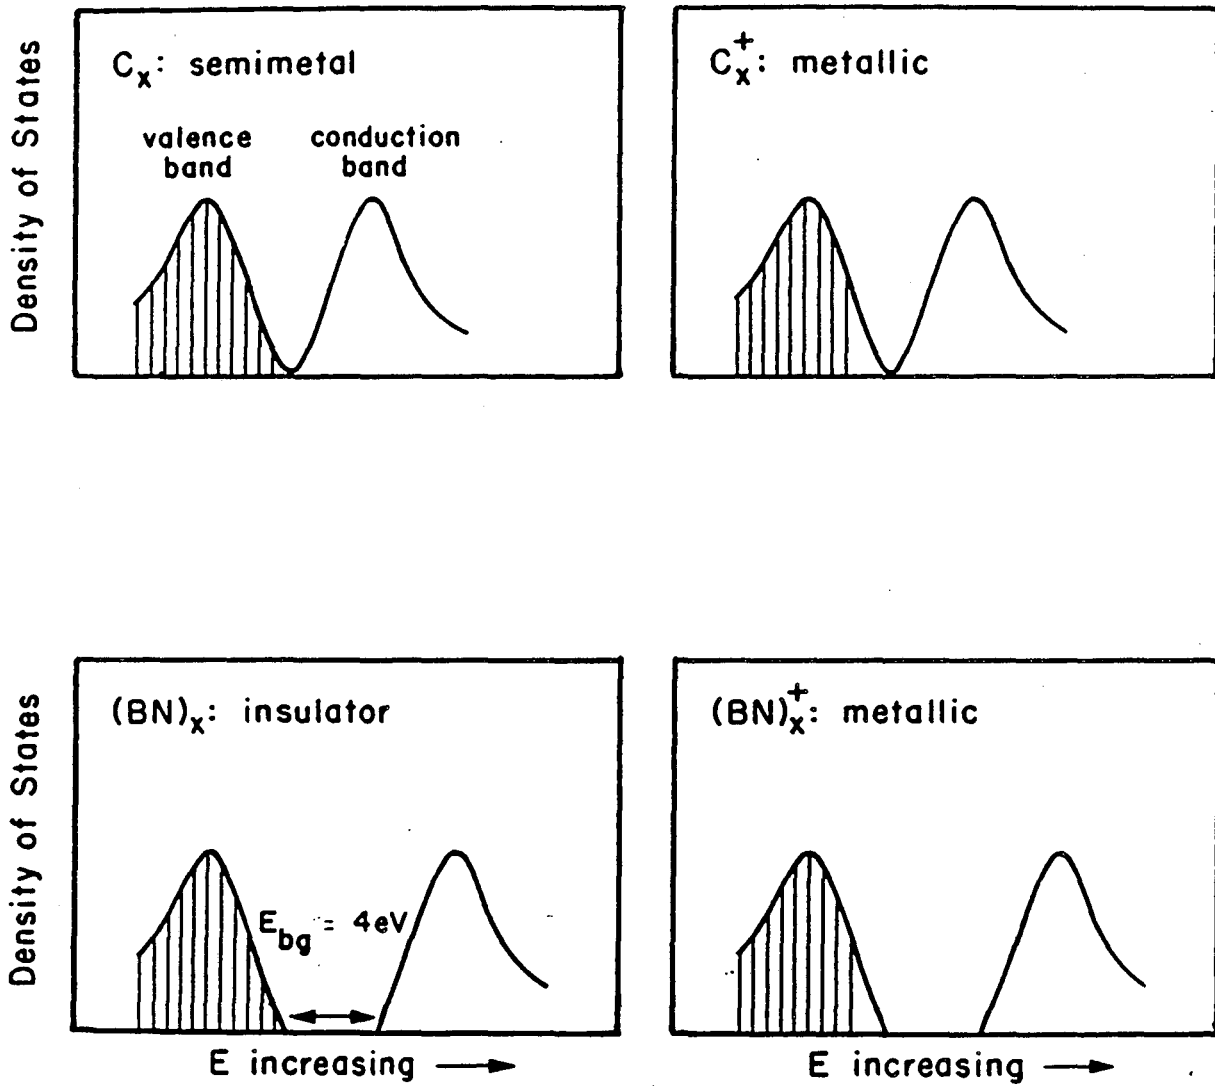 Density of States
Cₓ: semimetal
valence
band
conduction
band
Cₓ⁺: metallic
Density of States
(BN)ₓ: insulator
E_bg = 4eV
E increasing →
(BN)ₓ⁺: metallic
E increasing →